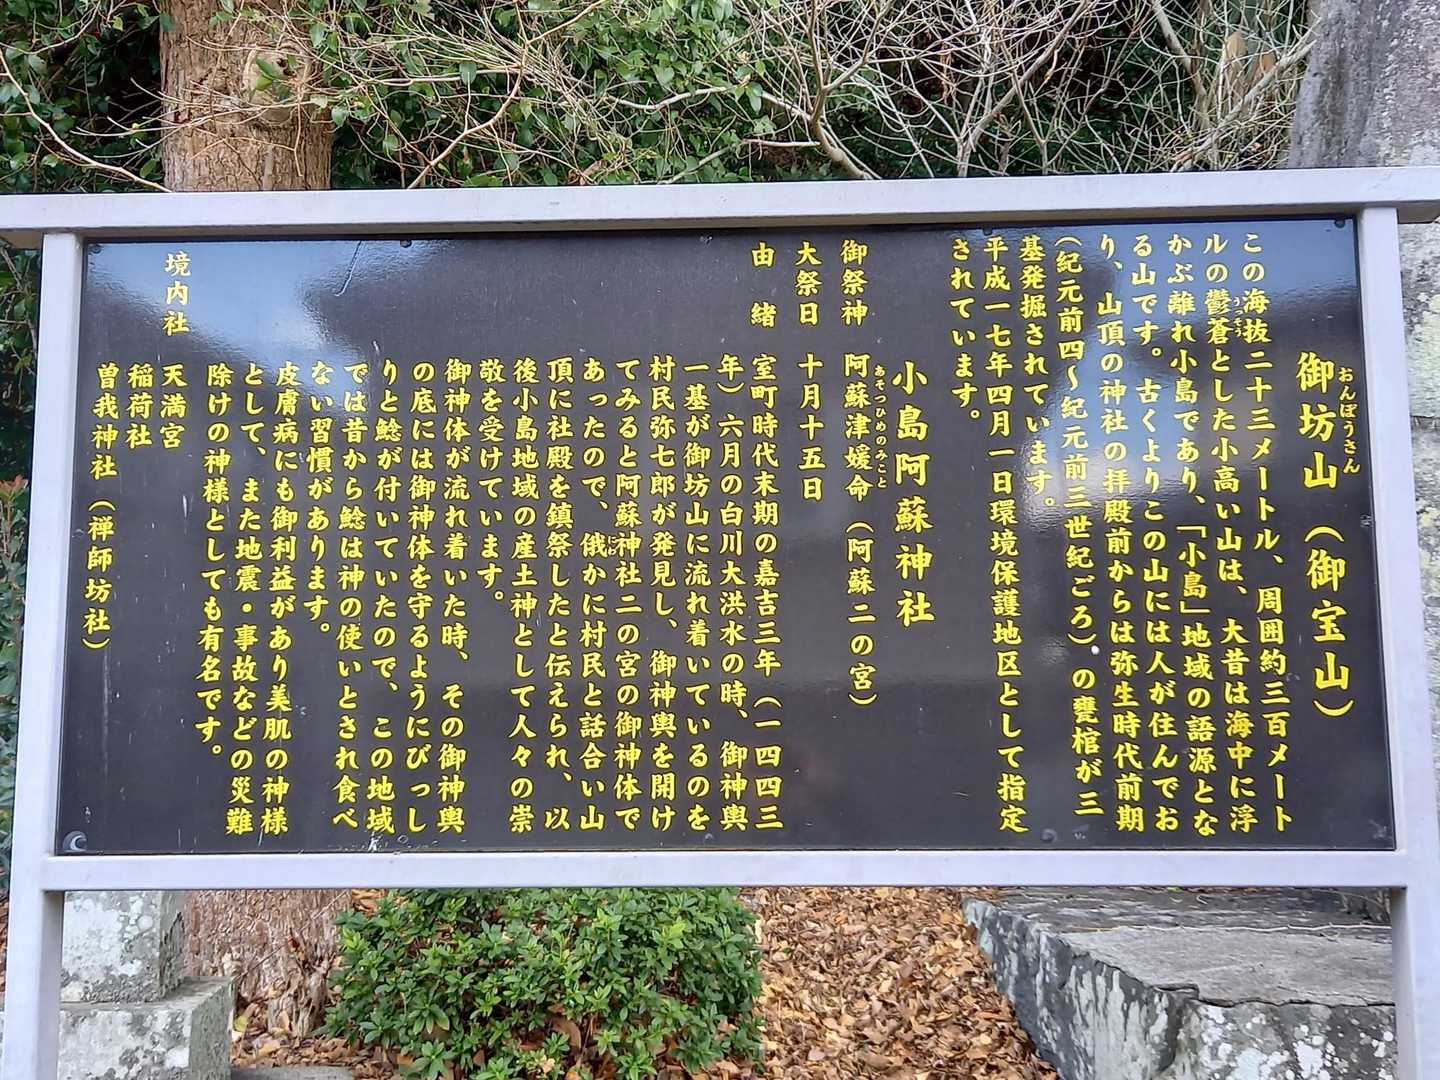 おんぼうさん
御坊山(御宝山)
この海抜二十三メートル、周囲約三百メート
ルの鬱蒼とした小高い山は、大昔は海中に浮
うっそう
かぶ離れ小島であり、「小島」地域の語源とな
る山です。古くよりこの山には人が住んでお
り、山頂の神社の拝殿前からは弥生時代前期
(紀元前四〜紀元前三世紀ごろ)の甕棺が三
基発掘されています。
平成一七年四月一日環境保護地区として指定
されています。
小島阿蘇神社
あそつひめのみこと
御祭神 阿蘇津媛命(阿蘇二の宮)
大祭日 十月十五日
由緒 室町時代末期の嘉吉三年(一四四三
年)六月の白川大洪水の時、御神輿
一基が御坊山に流れ着いているのを
村民弥七郎が発見し、御神輿を開け
てみると阿蘇神社二の宮の御神体で
あったので、俄かに村民と話合い山
にわ
頂に社殿を鎮祭したと伝えられ、以
後小島地域の産土神として人々の崇
敬を受けています。
御神体が流れ着いた時、その御神輿
の底には御神体を守るようにびっし
りと鯰が付いていたので、この地域
では昔から鯰は神の使いとされ食べ
ない習慣があります。
皮膚病にも御利益があり美肌の神様
として、また地震・事故などの災難
除けの神様としても有名です。
境内社 天満宮
稲荷社
曽我神社(禅師坊社)